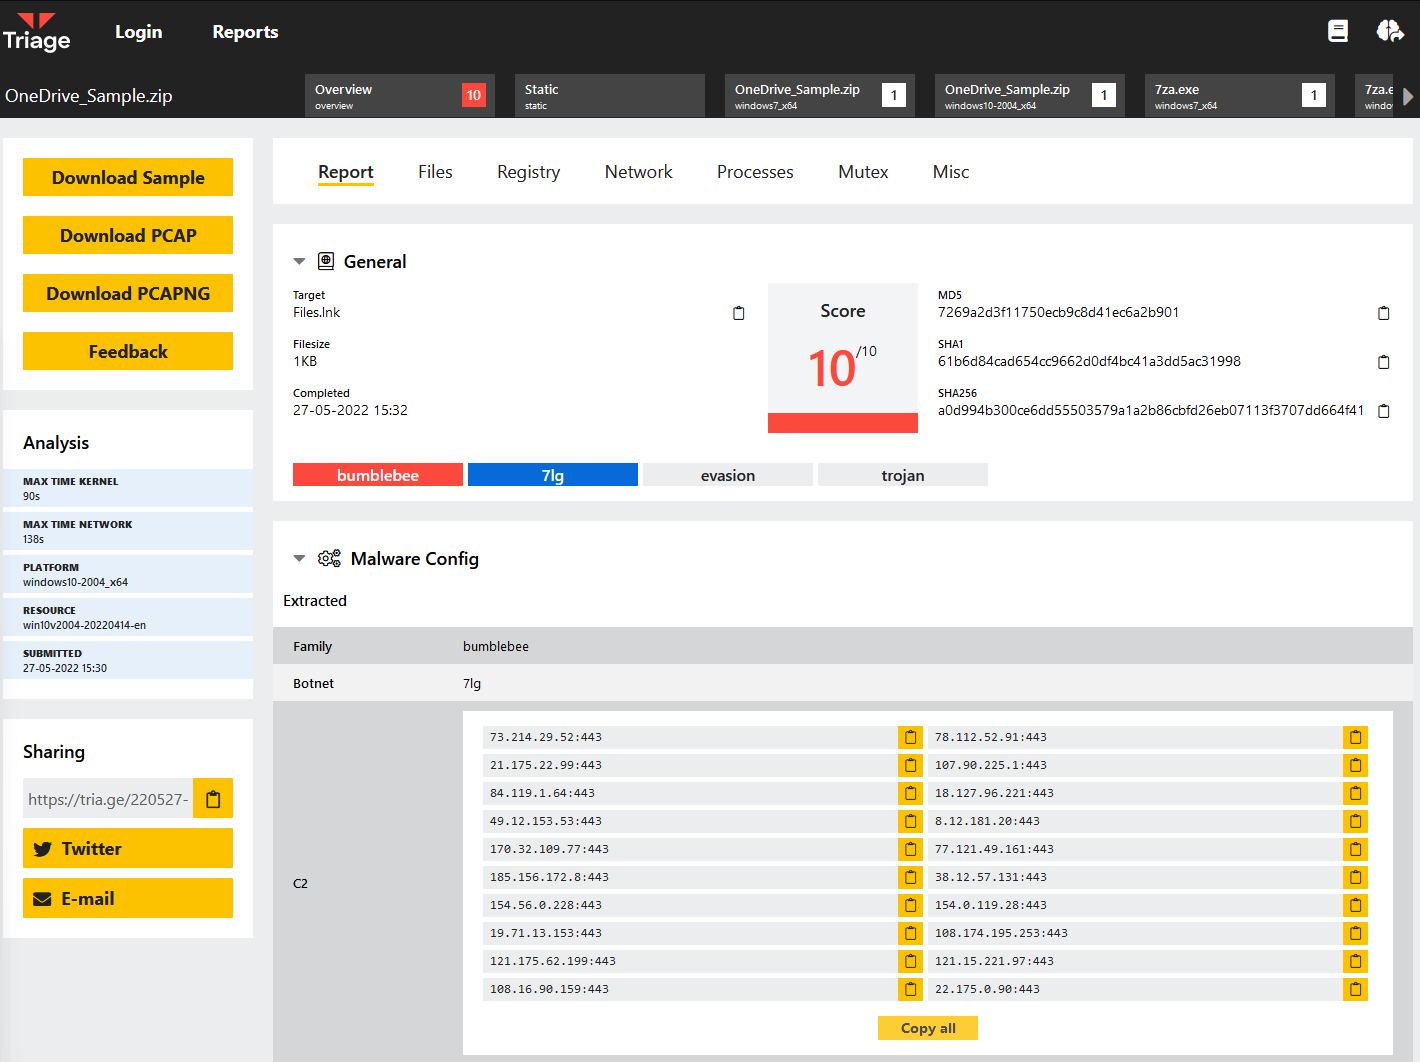 Triage
Login
Reports
OneDrive_Sample.zip
Overview
overview
10
Static
static
OneDrive_Sample.zip
windows7_x64
1
OneDrive_Sample.zip
windows10-2004_x64
1
7za.exe
windows7_x64
1
7za.e
windo
Download Sample
Download PCAP
Download PCAPNG
Feedback
Analysis
MAX TIME KERNEL
90s
MAX TIME NETWORK
138s
PLATFORM
windows10-2004_x64
RESOURCE
win10v2004-20220414-en
SUBMITTED
27-05-2022 15:30
Sharing
https://tria.ge/220527-
Twitter
E-mail
Report
Files
Registry
Network
Processes
Mutex
Misc
General
Target
Files.lnk
Filesize
1KB
Completed
27-05-2022 15:32
Score
10/10
MD5
7269a2d3f11750ecb9c8d41ec6a2b901
SHA1
61b6d84cad654cc9662d0df4bc41a3dd5ac31998
SHA256
a0d994b300ce6dd55503579a1a2b86cbfd26eb07113f3707dd664f41
bumblebee
7lg
evasion
trojan
Malware Config
Extracted
Family bumblebee
Botnet 7lg
C2
73.214.29.52:443 78.112.52.91:443
21.175.22.99:443 107.90.225.1:443
84.119.1.64:443 18.127.96.221:443
49.12.153.53:443 8.12.181.20:443
170.32.109.77:443 77.121.49.161:443
185.156.172.8:443 38.12.57.131:443
154.56.0.228:443 154.0.119.28:443
19.71.13.153:443 108.174.195.253:443
121.175.62.199:443 121.15.221.97:443
108.16.90.159:443 22.175.0.90:443
Copy all